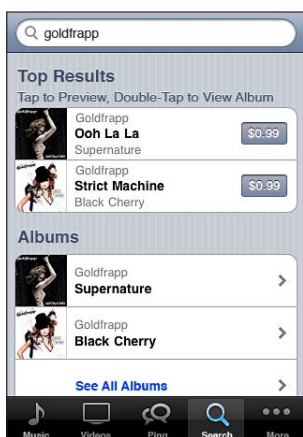 goldfrapp
Top Results
Tap to Preview, Double-Tap to View Album
Goldfrapp
Ooh La La
$0.99
Supernature
Goldfrapp
Strict Machine
$0.99
Black Cherry
Albums
Goldfrapp
Supernature
Goldfrapp
Black Cherry
See All Albums
Music Videos Ping Search More